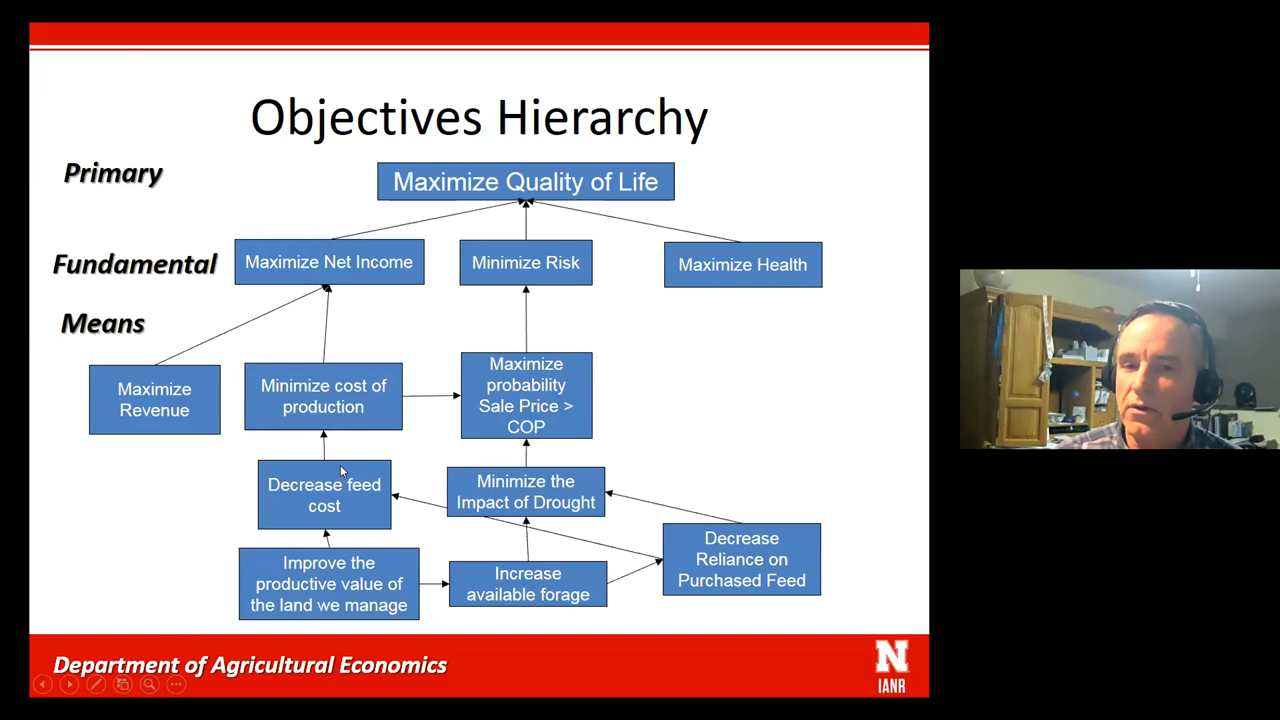 Objectives Hierarchy
Primary
Maximize Quality of Life
Fundamental
Maximize Net Income
Minimize Risk
Maximize Health
Means
Maximize
Revenue
Minimize cost of
production
Maximize
probability
Sale Price >
COP
Decrease feed
cost
Minimize the
Impact of Drought
Decrease
Reliance on
Purchased Feed
Improve the
productive value of
the land we manage
Increase
available forage
Department of Agricultural Economics
N
IANR